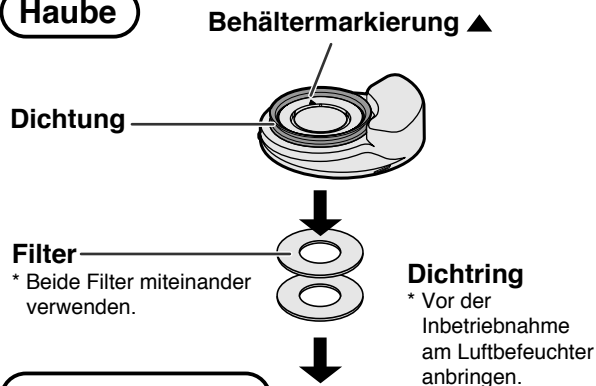 Haube
Behältermarkierung ▲
Dichtung
Filter
* Beide Filter miteinander
verwenden.
Dichtring
* Vor der
Inbetriebnahme
am Luftbefeuchter
anbringen.